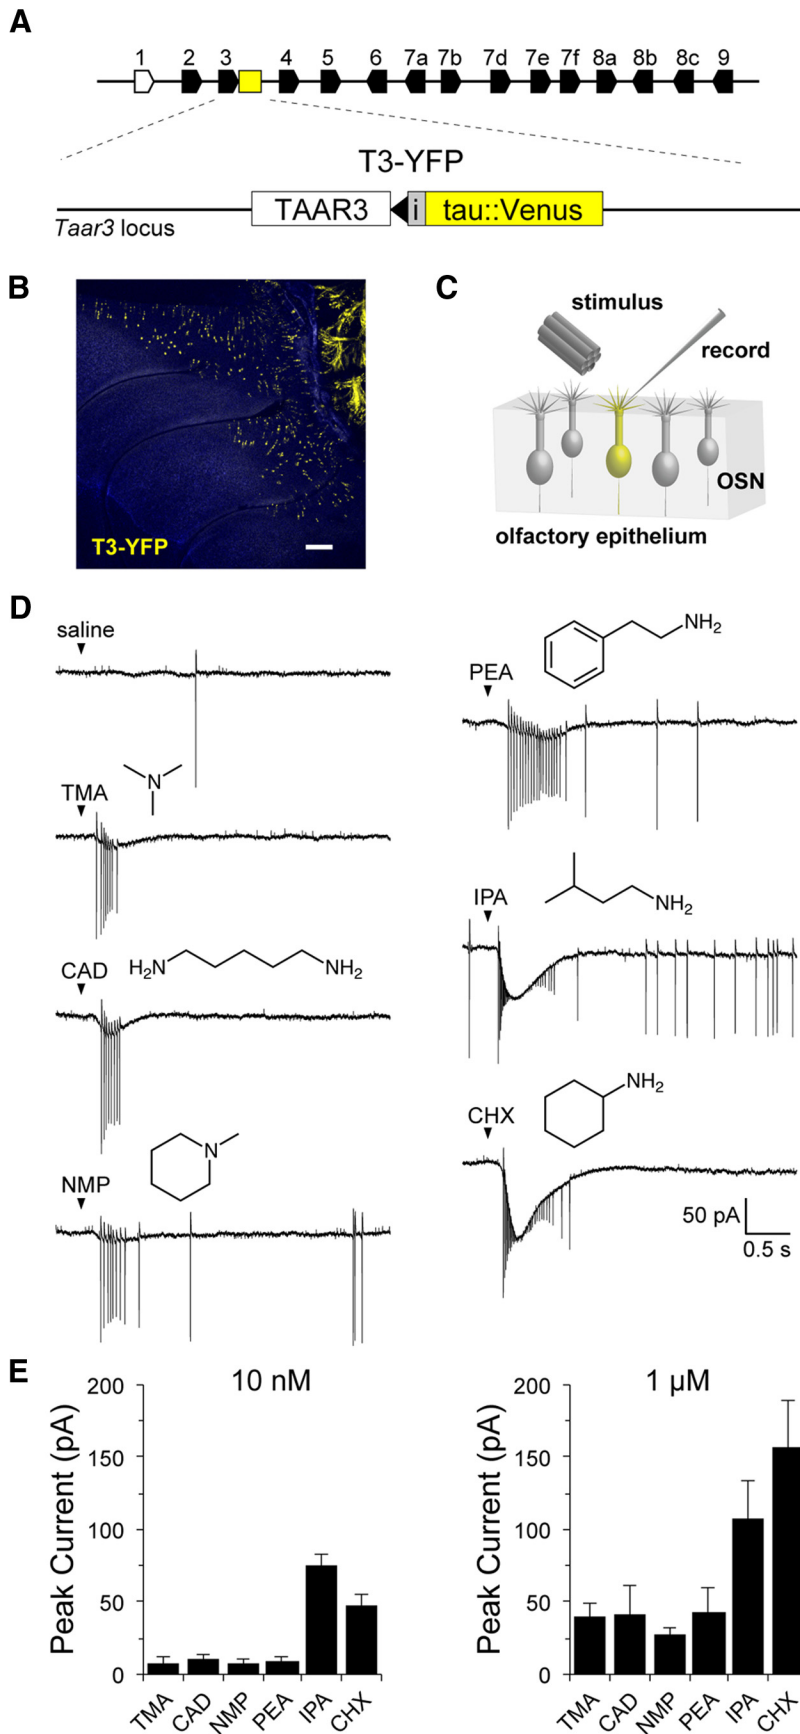 A
1 2 3 4 5 6 7a 7b 7d 7e 7f 8a 8b 8c 9
T3-YFP
TAAR3 i tau::Venus
Taar3 locus
B
T3-YFP
C
stimulus
record
OSN
olfactory epithelium
D
saline
TMA
N
CAD
H2N NH2
NMP
N
PEA
NH2
IPA
NH2
CHX
NH2
50 pA
0.5 s
E
10 nM
Peak Current (pA)
200
150
100
50
0
TMA CAD NMP PEA IPA CHX
1 µM
Peak Current (pA)
200
150
100
50
0
TMA CAD NMP PEA IPA CHX